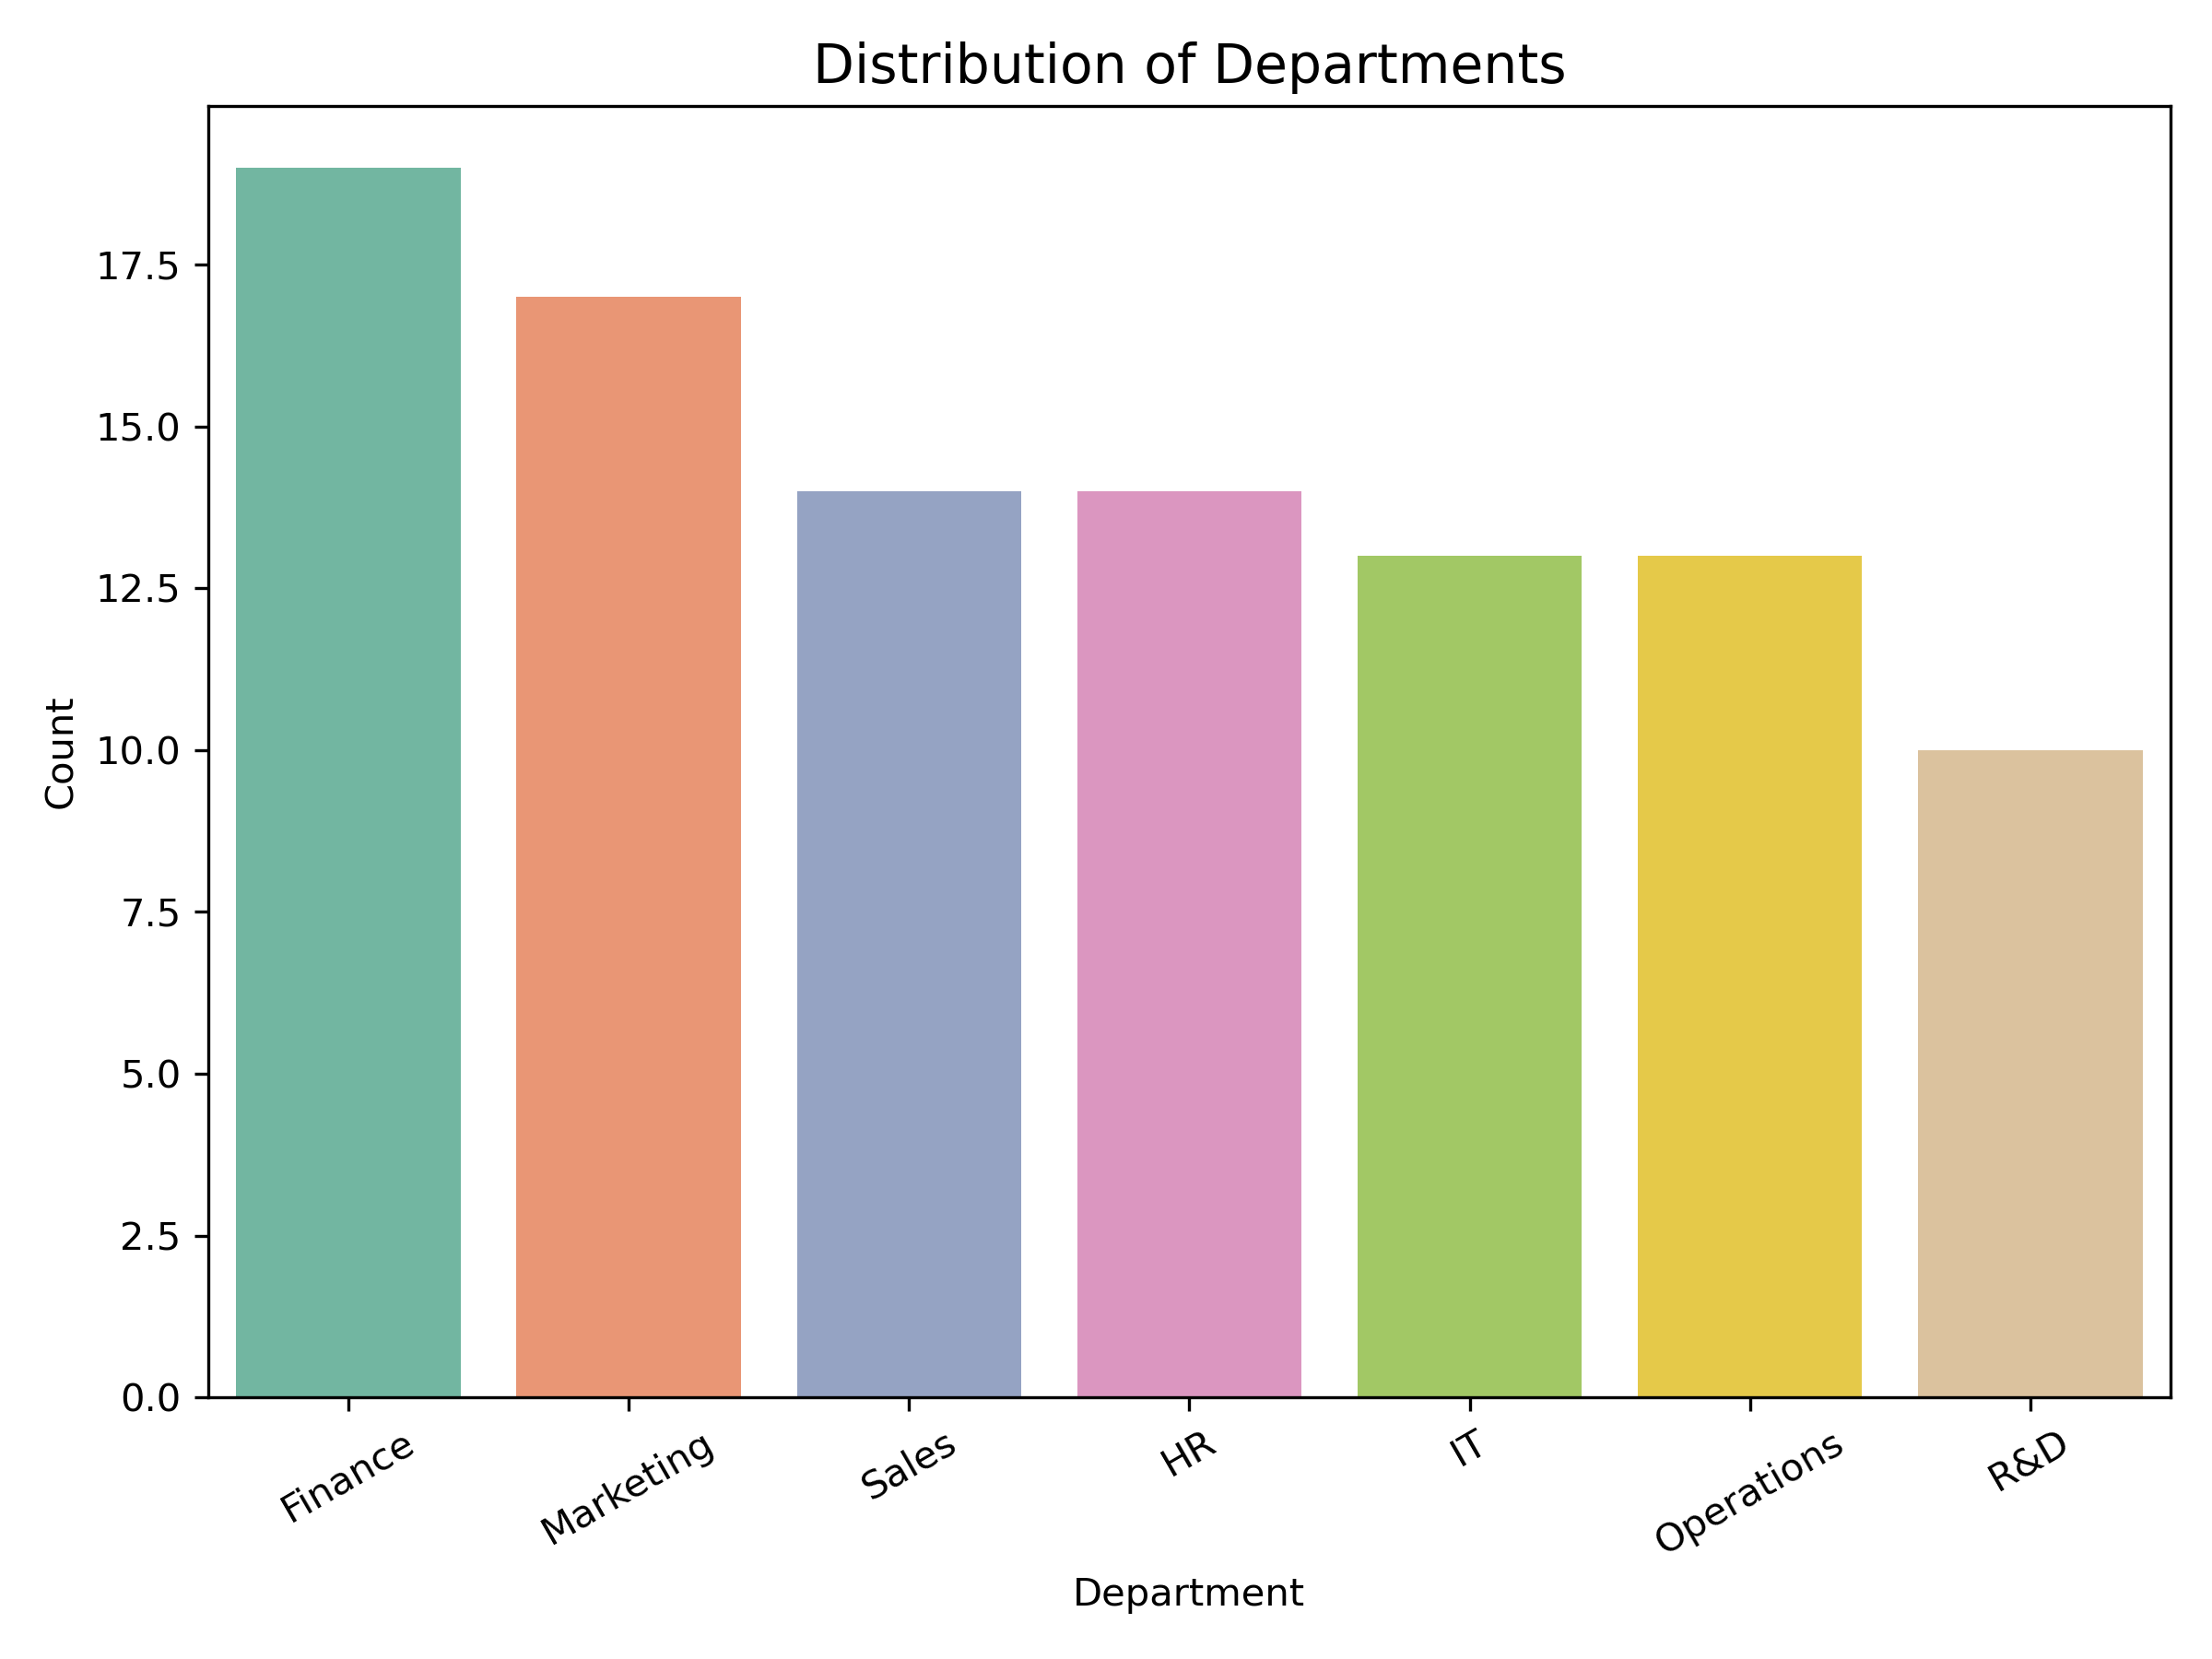 Distribution of Departments
17.5
15.0
12.5
10.0
7.5
5.0
2.5
0.0
Count
Finance
Marketing
Sales
HR
IT
Operations
R&D
Department